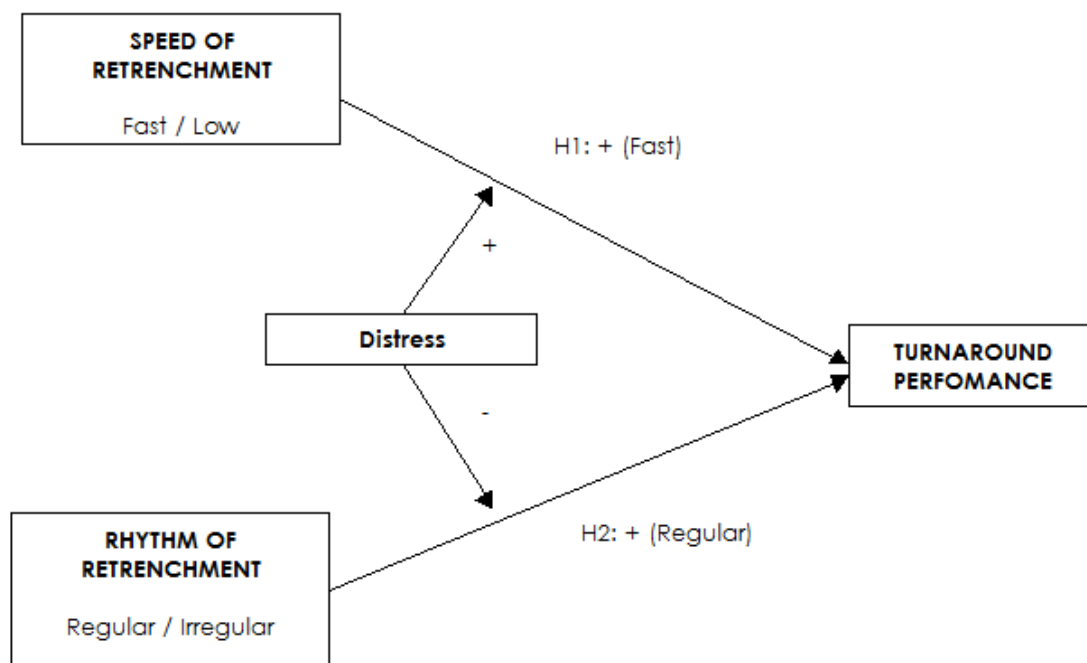 SPEED OF
RETRENCHMENT
Fast / Low
H1: + (Fast)
+
Distress
TURNAROUND
PERFOMANCE
-
H2: + (Regular)
RHYTHM OF
RETRENCHMENT
Regular / Irregular